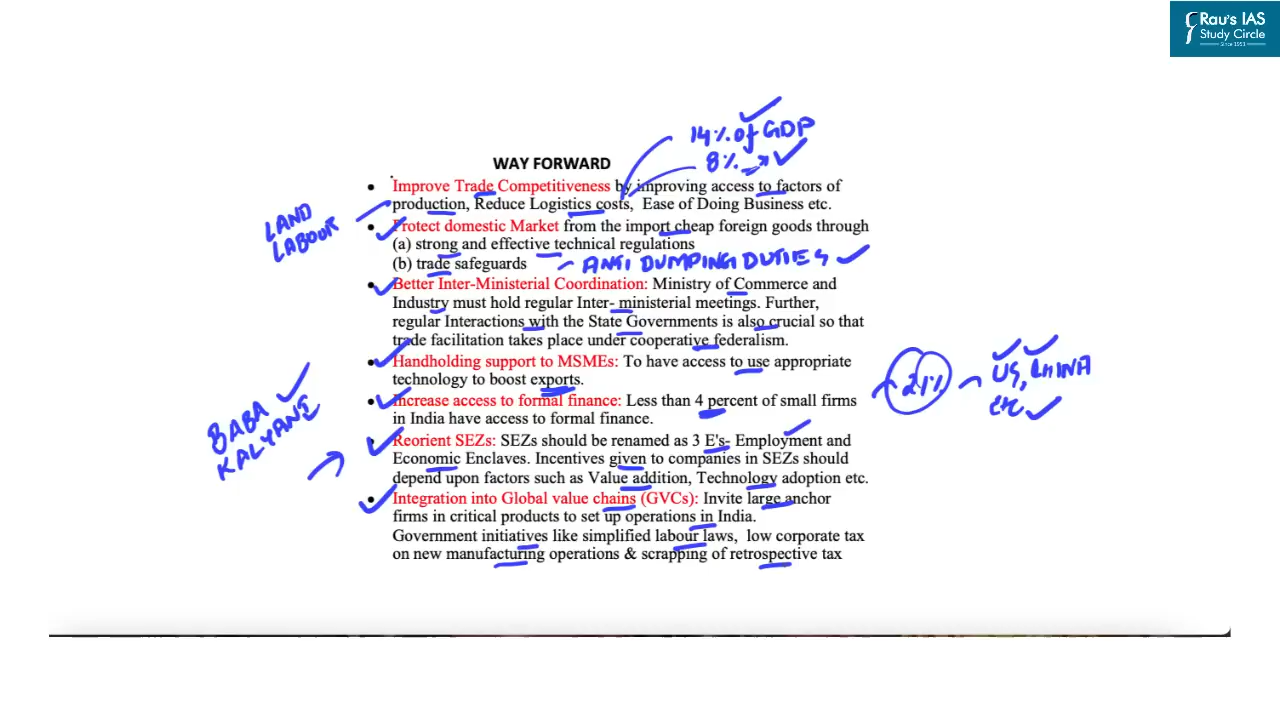 Rau's IAS
Study Circle
Since 1953
14% of GDP
8%
WAY FORWARD
• Improve Trade Competitiveness by improving access to factors of
production, Reduce Logistics costs, Ease of Doing Business etc.
LAND
LABOUR
• Protect domestic Market from the import cheap foreign goods through
(a) strong and effective technical regulations
(b) trade safeguards
ANTI DUMPING DUTIES
• Better Inter-Ministerial Coordination: Ministry of Commerce and
Industry must hold regular Inter- ministerial meetings. Further,
regular Interactions with the State Governments is also crucial so that
trade facilitation takes place under cooperative federalism.
• Handholding support to MSMEs: To have access to use appropriate
technology to boost exports.
• Increase access to formal finance: Less than 4 percent of small firms
in India have access to formal finance.
US, CHINA
etc
BABA
KALYANI
• Reorient SEZs: SEZs should be renamed as 3 E's- Employment and
Economic Enclaves. Incentives given to companies in SEZs should
depend upon factors such as Value addition, Technology adoption etc.
• Integration into Global value chains (GVCs): Invite large anchor
firms in critical products to set up operations in India.
Government initiatives like simplified labour laws, low corporate tax
on new manufacturing operations & scrapping of retrospective tax